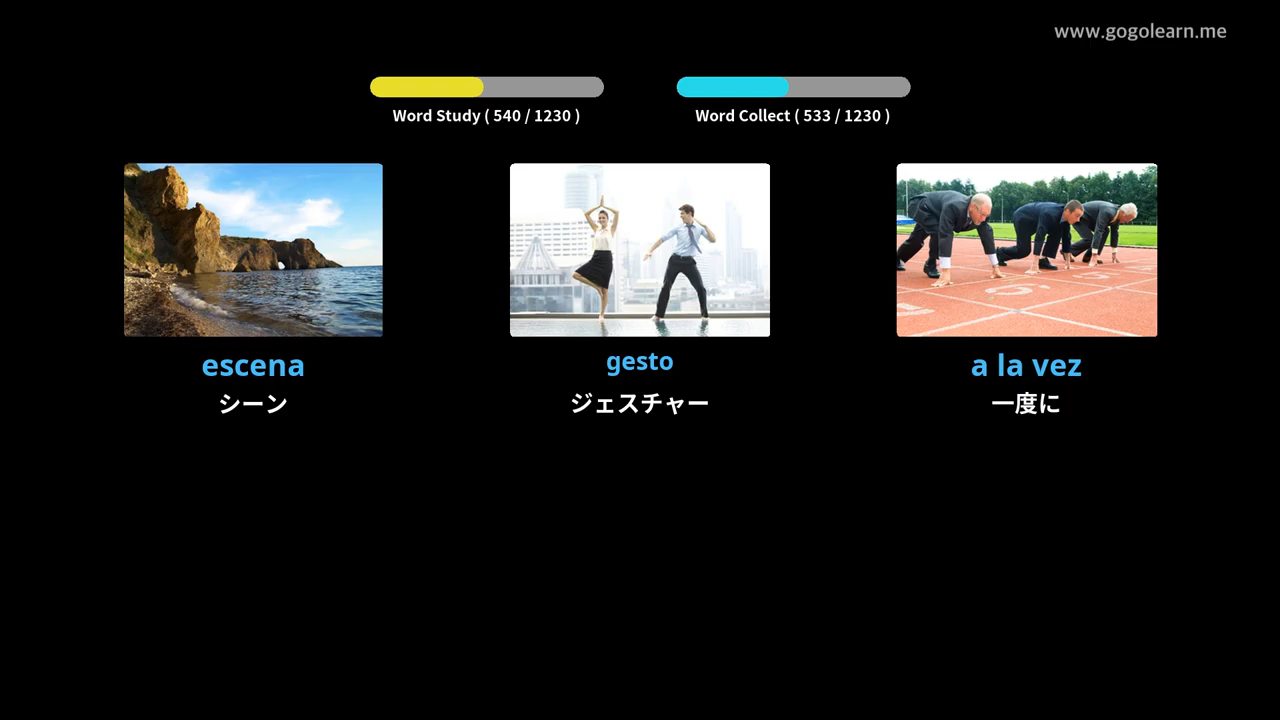 www.gogolearn.me
Word Study ( 540 / 1230 )
Word Collect ( 533 / 1230 )
escena
シーン
gesto
ジェスチャー
a la vez
一度に